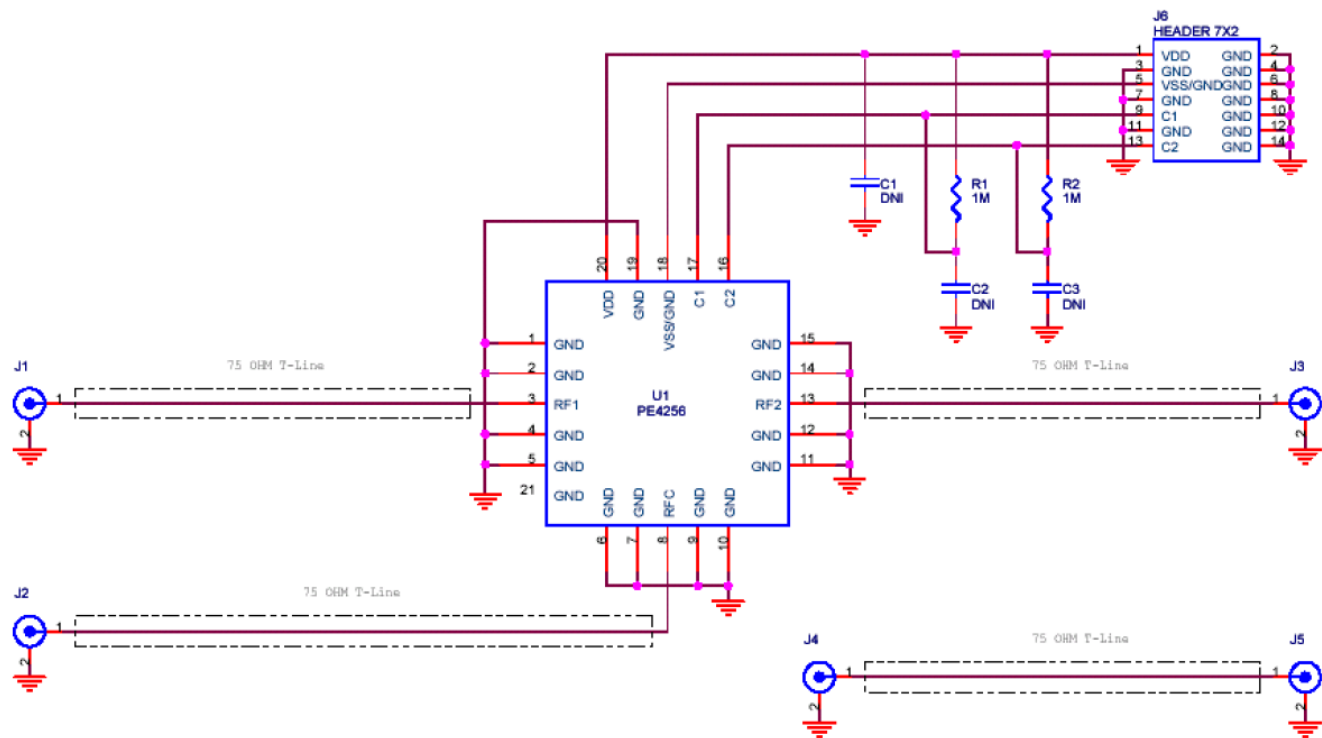 J6
HEADER 7X2
1 VDD GND 2
3 GND GND 4
5 VSS/GND GND 6
7 GND GND 8
9 C1 GND 10
11 GND GND 12
13 C2 GND 14
C1
DNI
R1
1M
R2
1M
C2
DNI
C3
DNI
20 19 18 17 16
VDD GND VSS/GND C1 C2
1 GND
2 GND
3 RF1
4 GND
5 GND
21 GND
U1
PE4256
GND 15
GND 14
RF2 13
GND 12
GND 11
GND GND RFC GND GND
6 7 8 9 10
J1
75 OHM T-Line
1
2
J3
75 OHM T-Line
1
2
J2
75 OHM T-Line
1
2
J4
75 OHM T-Line
J5
1
1
2
2